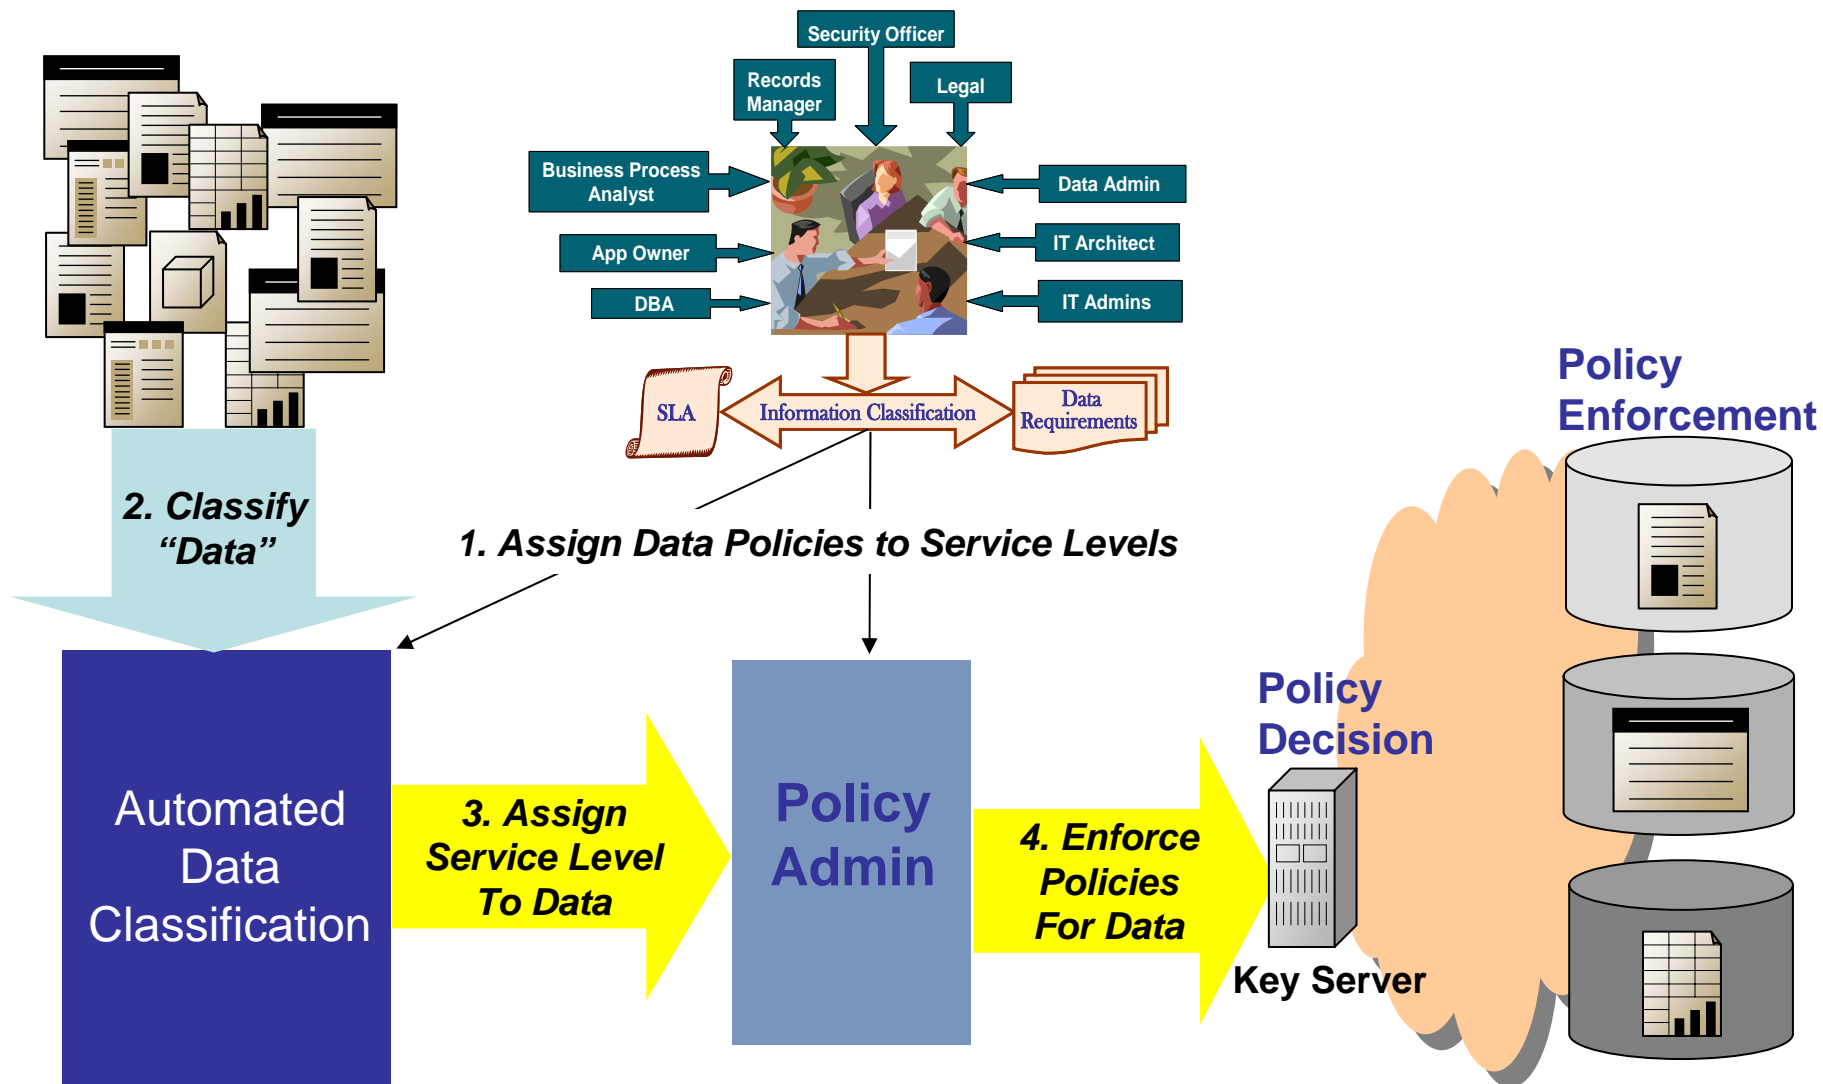 Security Officer
Records
Manager
Legal
Business Process
Analyst
Data Admin
App Owner
IT Architect
DBA
IT Admins
SLA
Information Classification
Data
Requirements
Policy
Enforcement
2. Classify
“Data”
1. Assign Data Policies to Service Levels
Policy
Decision
Automated
Data
Classification
3. Assign
Service Level
To Data
Policy
Admin
4. Enforce
Policies
For Data
Key Server